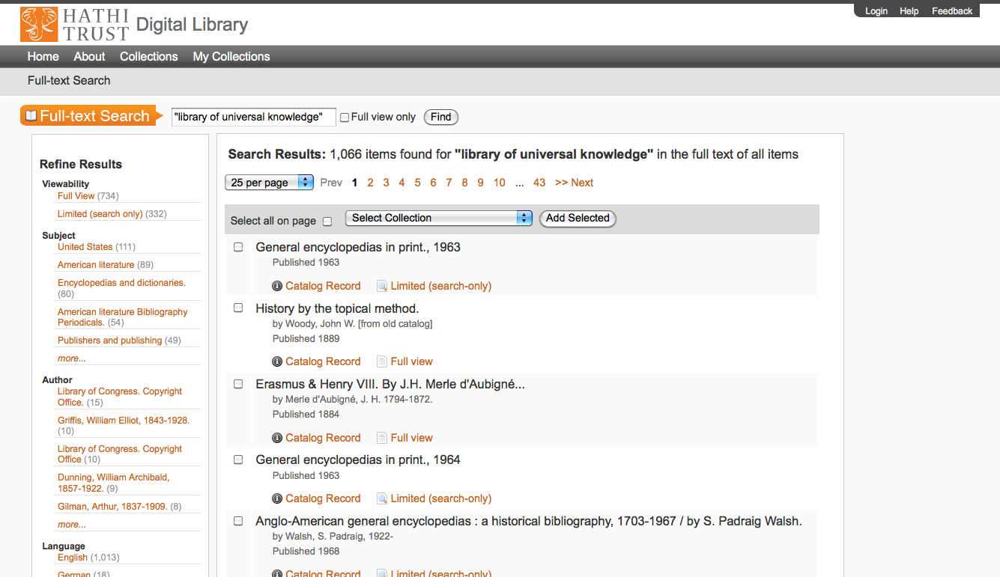 Login Help Feedback
HATHI
TRUST
Digital Library
Home About Collections My Collections
Full-text Search
Full-text Search "library of universal knowledge" Full view only Find
Refine Results
Viewability
Full View (734)
Limited (search only) (332)
Subject
United States (111)
American literature (89)
Encyclopedias and dictionaries.
(80)
American literature Bibliography
Periodicals. (54)
Publishers and publishing (49)
more...
Author
Library of Congress. Copyright
Office. (15)
Griffis, William Elliot, 1843-1928.
(10)
Library of Congress. Copyright
Office (10)
Dunning, William Archibald,
1857-1922. (9)
Gilman, Arthur, 1837-1909. (8)
more...
Language
English (1,013)
German (18)
Search Results: 1,066 items found for "library of universal knowledge" in the full text of all items
25 per page Prev 1 2 3 4 5 6 7 8 9 10 ... 43 >> Next
Select all on page Select Collection Add Selected
General encyclopedias in print., 1963
Published 1963
Catalog Record Limited (search-only)
History by the topical method.
by Woody, John W. [from old catalog]
Published 1889
Catalog Record Full view
Erasmus & Henry VIII. By J.H. Merle d'Aubigné...
by Merle d'Aubigné, J. H. 1794-1872.
Published 1884
Catalog Record Full view
General encyclopedias in print., 1964
Published 1963
Catalog Record Limited (search-only)
Anglo-American general encyclopedias : a historical bibliography, 1703-1967 / by S. Padraig Walsh.
by Walsh, S. Padraig, 1922-
Published 1968
Catalog Record Limited (search-only)